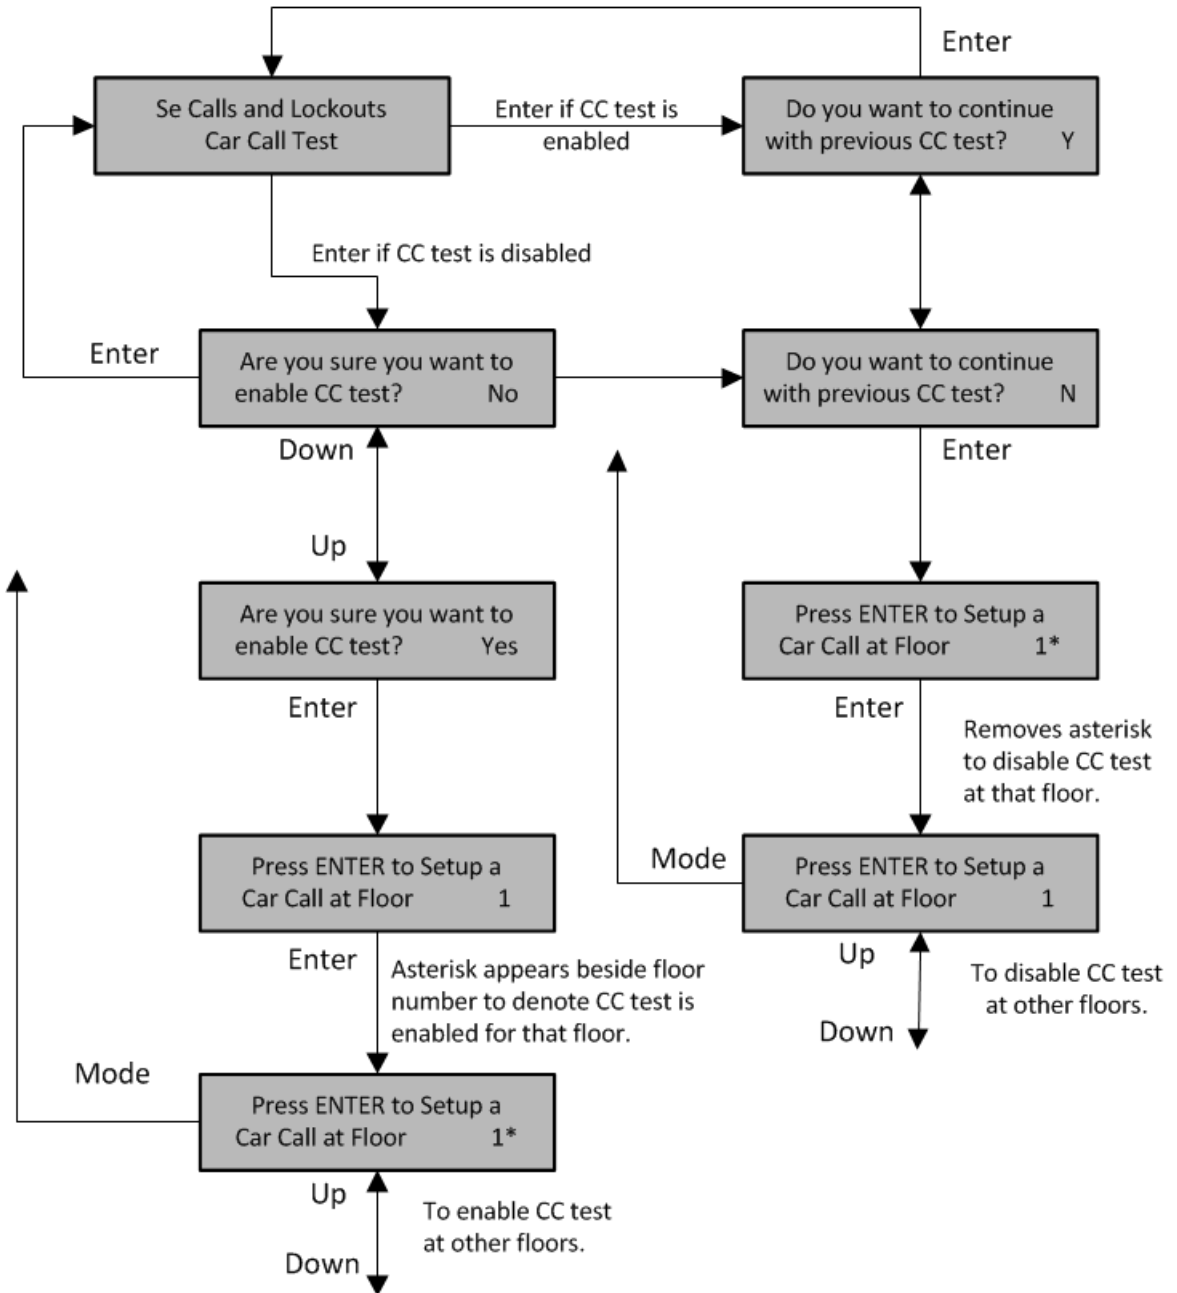 Enter
Se Calls and Lockouts
Car Call Test
Enter if CC test is
enabled
Do you want to continue
with previous CC test? Y
Enter if CC test is disabled
Enter
Are you sure you want to
enable CC test? No
Do you want to continue
with previous CC test? N
Down
Enter
Up
Are you sure you want to
enable CC test? Yes
Press ENTER to Setup a
Car Call at Floor 1*
Enter
Enter
Removes asterisk
to disable CC test
at that floor.
Press ENTER to Setup a
Car Call at Floor 1
Mode
Press ENTER to Setup a
Car Call at Floor 1
Enter
Asterisk appears beside floor
number to denote CC test is
enabled for that floor.
Up
To disable CC test
at other floors.
Down
Mode
Press ENTER to Setup a
Car Call at Floor 1*
Up
To enable CC test
at other floors.
Down